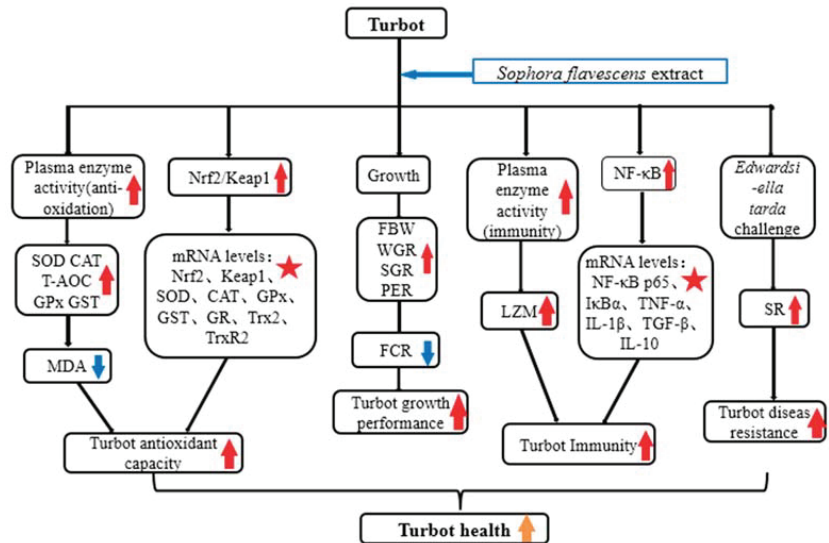 Turbot
Sophora flavescens extract
Plasma enzyme
activity(anti-
oxidation)
SOD CAT
T-AOC
GPx GST
MDA
Nrf2/Keap1
mRNA levels：
Nrf2、Keap1、
SOD、CAT、GPx、
GST、GR、Trx2、
TrxR2
Turbot antioxidant
capacity
Growth
FBW
WGR
SGR
PER
FCR
Turbot growth
performance
Plasma
enzyme
activity
(immunity)
LZM
NF-κB
mRNA levels：
NF-κB p65、
IκBα、TNF-α、
IL-1β、TGF-β、
IL-10
Turbot Immunity
Edwardsi
-ella
tarda
challenge
SR
Turbot diseas
resistance
Turbot health